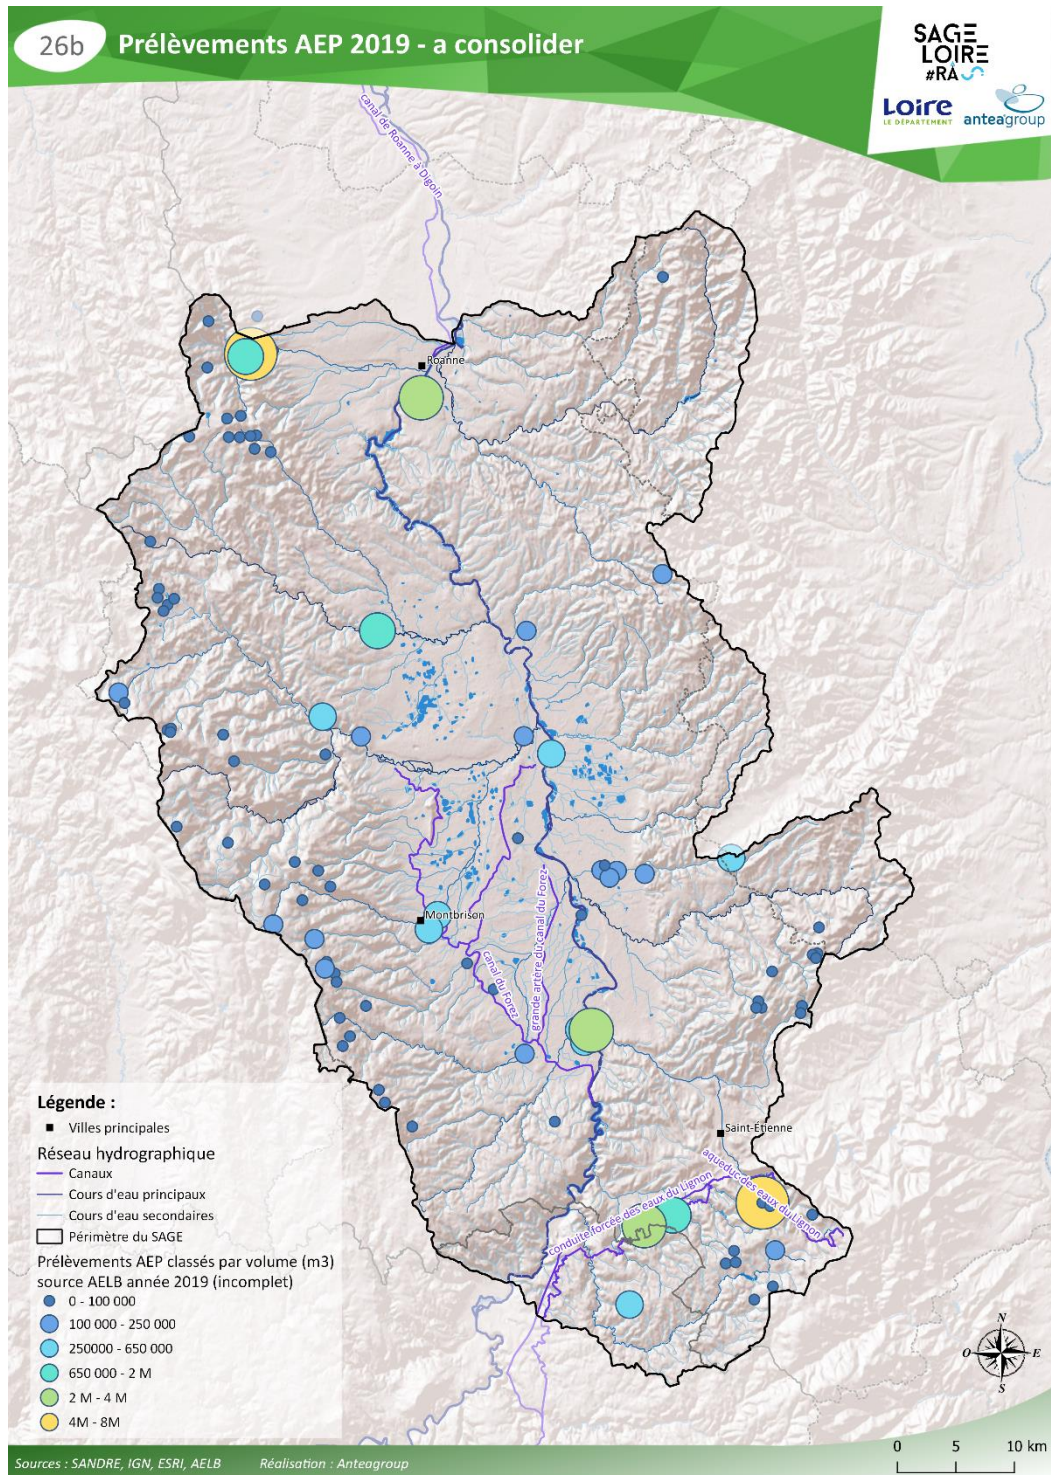 26b
Prélèvements AEP 2019 - a consolider
SAGE
LOIRE
#RA
Loire
LE DÉPARTEMENT
anteagroup
canal de Roanne à Digoin
Roanne
Montbrison
canal du Forez
grande artère du canal du Forez
Saint-Étienne
aqueduc des eaux du Lignon
conduite forcée des eaux du Lignon
Légende :
Villes principales
Réseau hydrographique
Canaux
Cours d'eau principaux
Cours d'eau secondaires
Périmètre du SAGE
Prélèvements AEP classés par volume (m3)
source AELB année 2019 (incomplet)
0 - 100 000
100 000 - 250 000
250000 - 650 000
650 000 - 2 M
2 M - 4 M
4M - 8M
N
O
E
S
0 5 10 km
Sources : SANDRE, IGN, ESRI, AELB Réalisation : Anteagroup